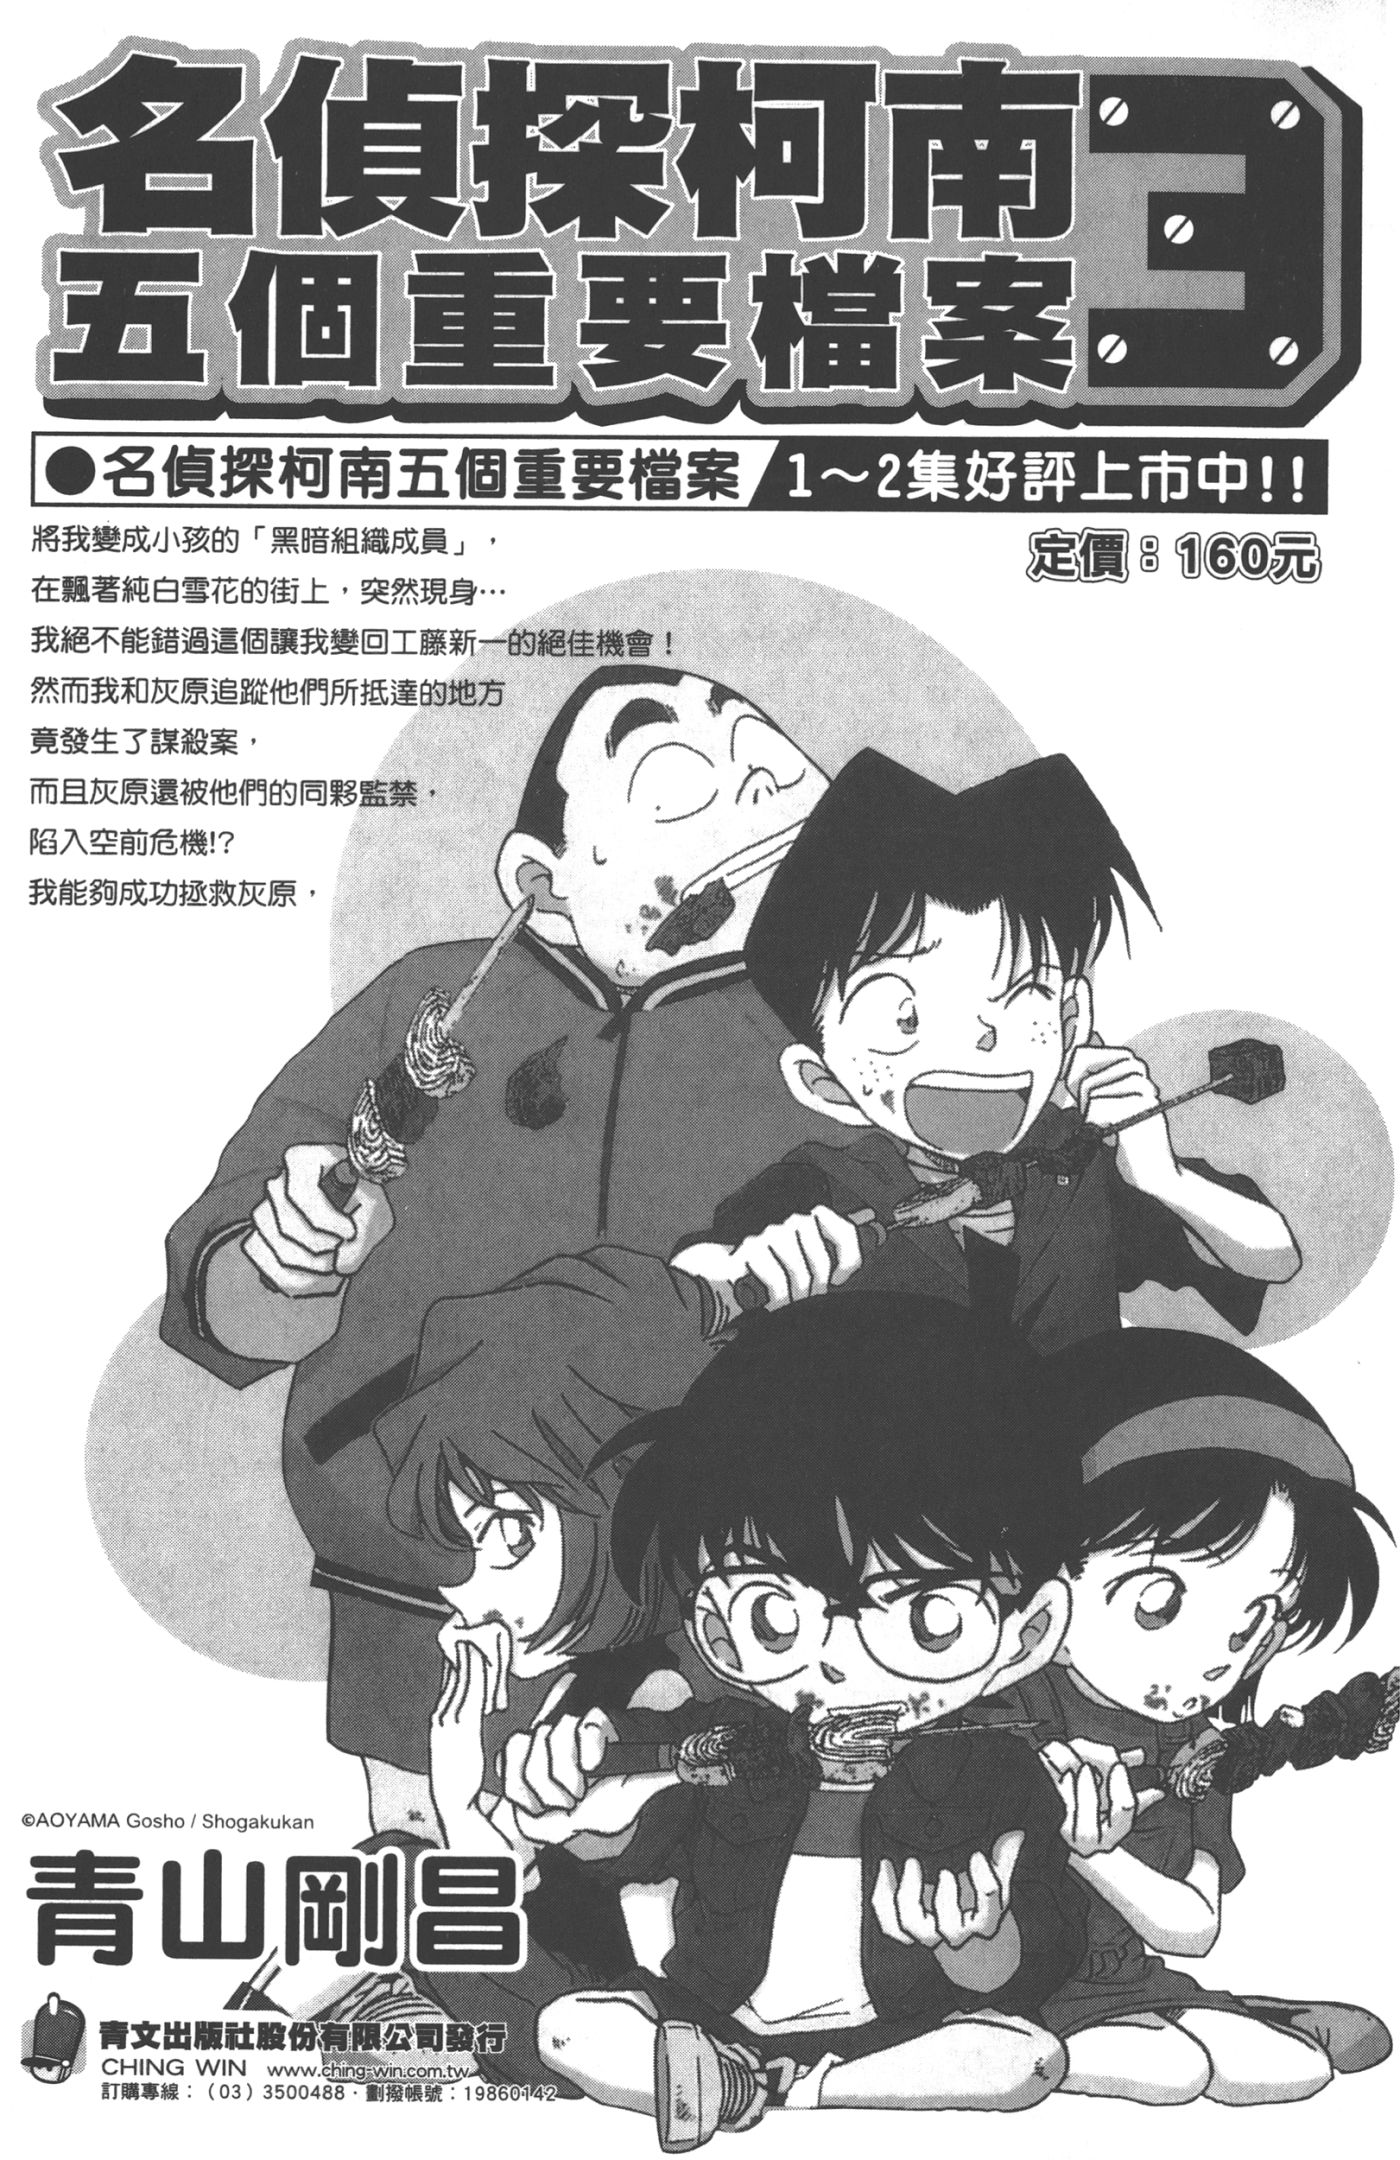 名偵探柯南
五個重要檔案
3
●名偵探柯南五個重要檔案 1～2集好評上市中!!
定價：160元
將我變成小孩的「黑暗組織成員」，
在飄著純白雪花的街上，突然現身…
我絕不能錯過這個讓我變回工藤新一的絕佳機會！
然而我和灰原追蹤他們所抵達的地方
竟發生了謀殺案，
而且灰原還被他們的同夥監禁，
陷入空前危機!?
我能夠成功拯救灰原，
©AOYAMA Gosho / Shogakukan
青山剛昌
青文出版社股份有限公司發行
CHING WIN www.ching-win.com.tw
訂購專線：（03）3500488・劃撥帳號：19860142